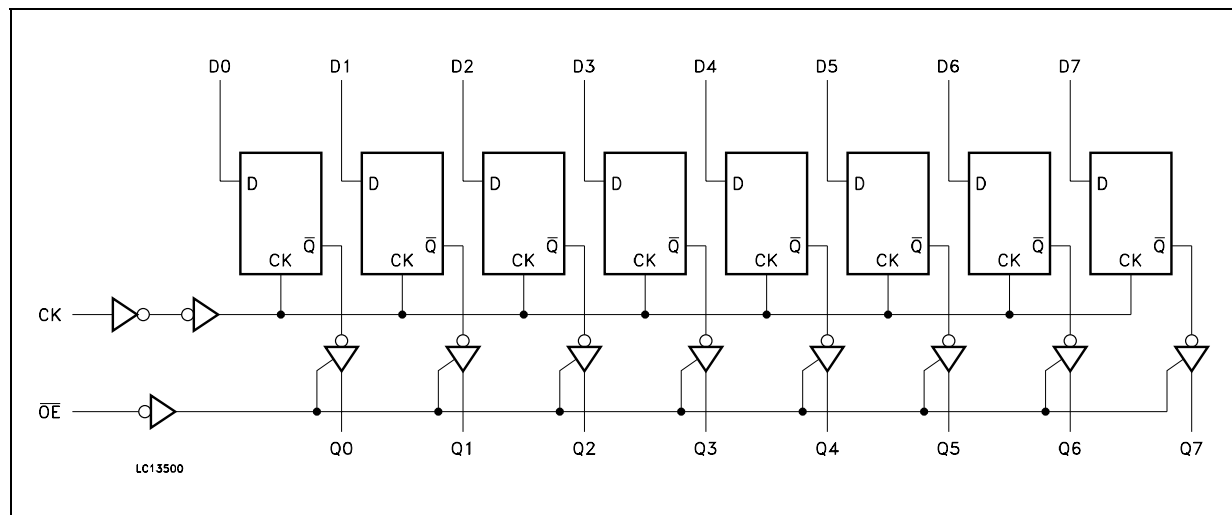 D0 D1 D2 D3 D4 D5 D6 D7
D D D D D D D D
Q̅ Q̅ Q̅ Q̅ Q̅ Q̅ Q̅ Q̅
CK CK CK CK CK CK CK CK
CK
O̅E̅
Q0 Q1 Q2 Q3 Q4 Q5 Q6 Q7
LC13500